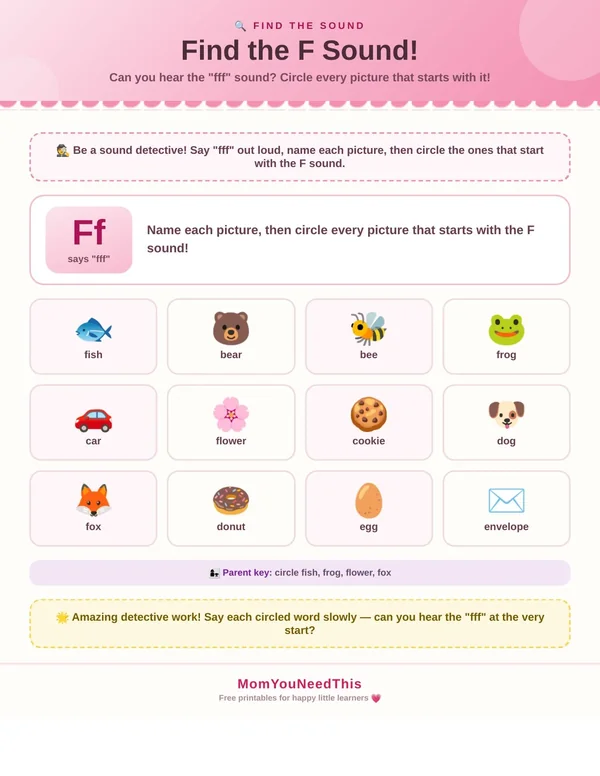 🔍 FIND THE SOUND
Find the F Sound!
Can you hear the "fff" sound? Circle every picture that starts with it!
🕵️ Be a sound detective! Say "fff" out loud, name each picture, then circle the ones that start
with the F sound.
Ff
says "fff"
Name each picture, then circle every picture that starts with the F
sound!
fish
bear
bee
frog
car
flower
cookie
dog
fox
donut
egg
envelope
👩‍👧 Parent key: circle fish, frog, flower, fox
🌟 Amazing detective work! Say each circled word slowly — can you hear the "fff" at the very
start?
MomYouNeedThis
Free printables for happy little learners 💗